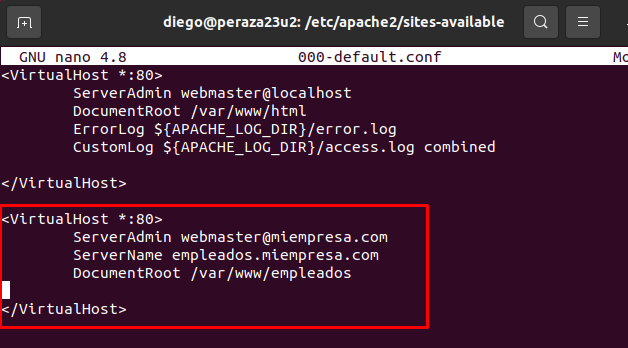 diego@peraza23u2: /etc/apache2/sites-available
GNU nano 4.8 000-default.conf Mo
<VirtualHost *:80>
ServerAdmin webmaster@localhost
DocumentRoot /var/www/html
ErrorLog ${APACHE_LOG_DIR}/error.log
CustomLog ${APACHE_LOG_DIR}/access.log combined
</VirtualHost>
<VirtualHost *:80>
ServerAdmin webmaster@miempresa.com
ServerName empleados.miempresa.com
DocumentRoot /var/www/empleados
</VirtualHost>